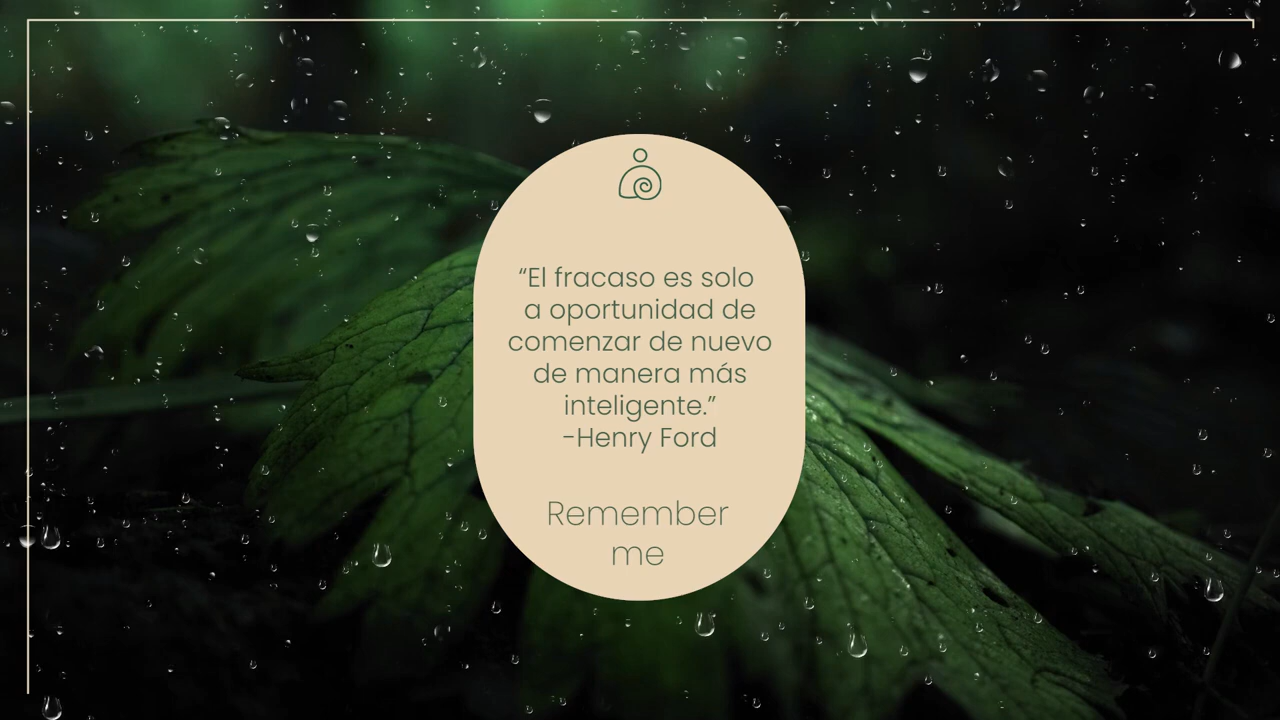 “El fracaso es solo
a oportunidad de
comenzar de nuevo
de manera más
inteligente.”
-Henry Ford
Remember
me